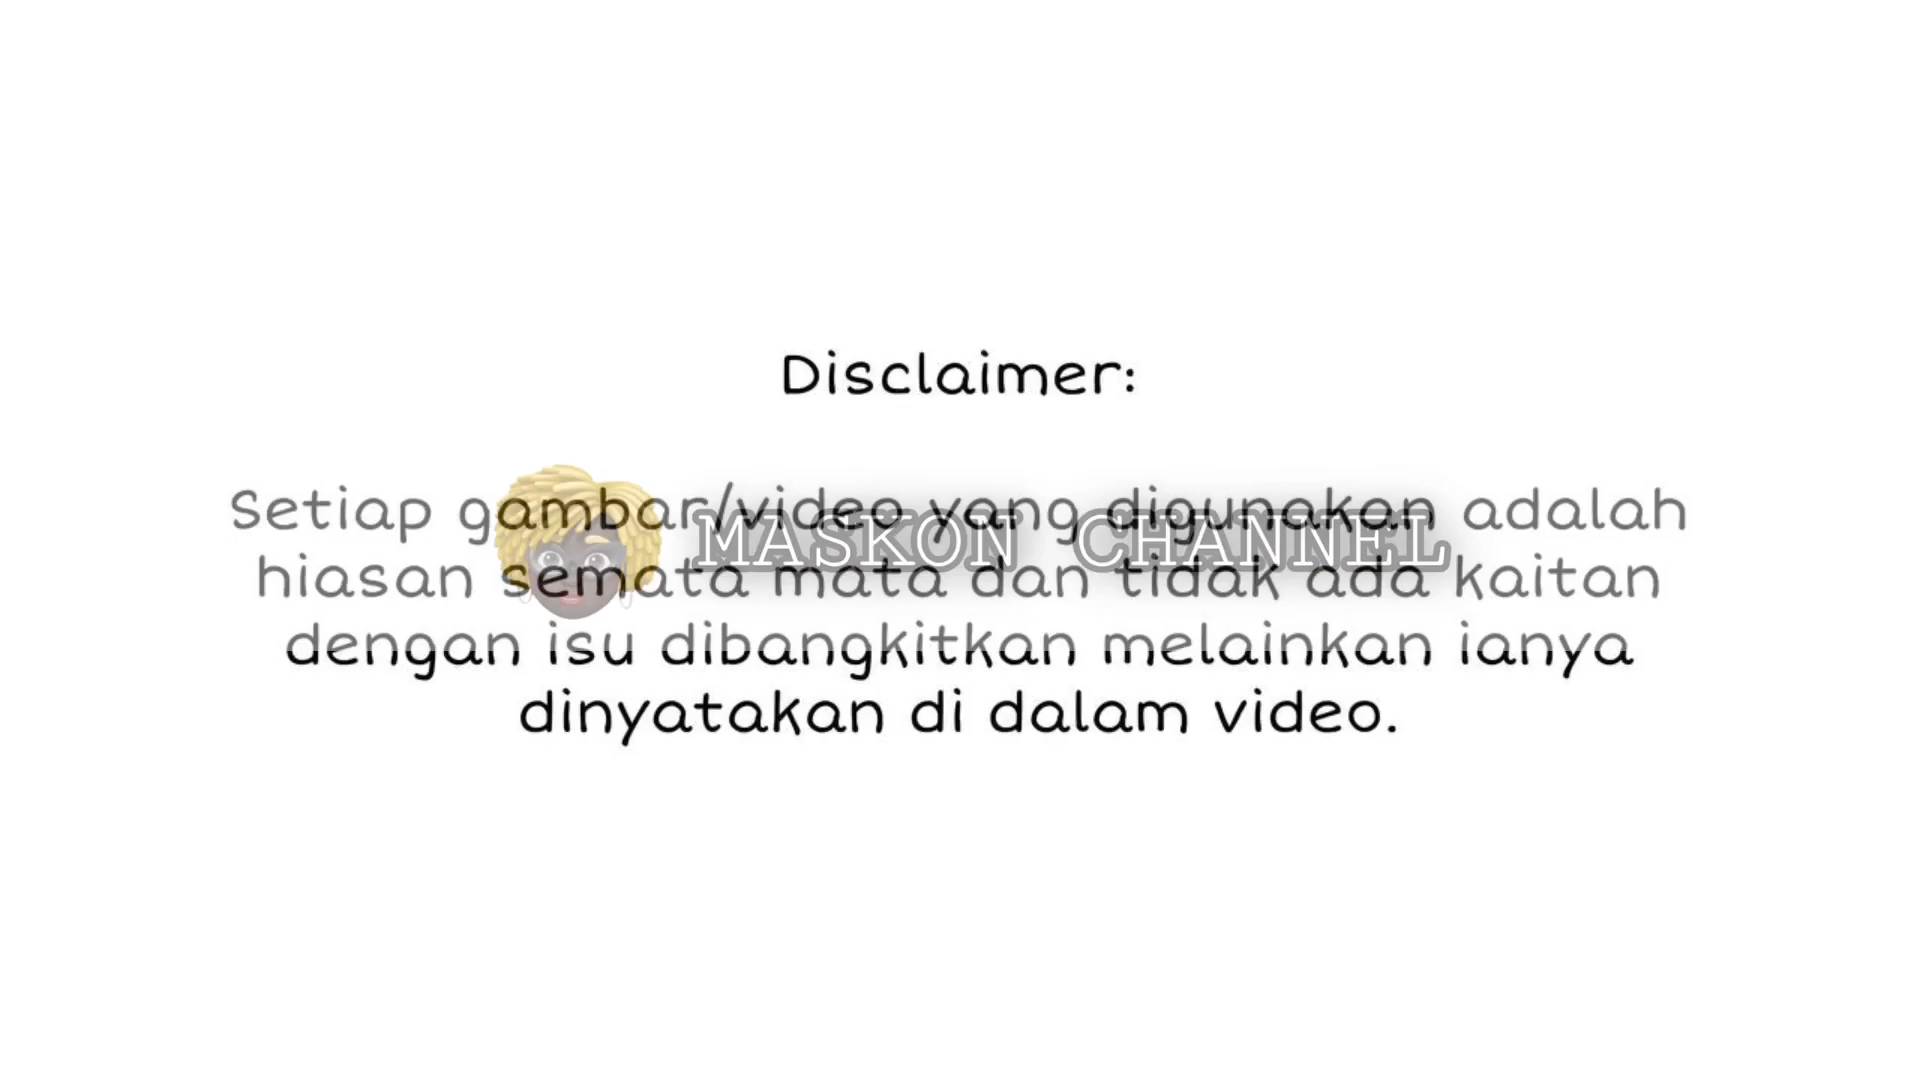 Disclaimer:
Setiap gambar/video yang digunakan adalah
MASKON CHANNEL
hiasan semata mata dan tidak ada kaitan
dengan isu dibangkitkan melainkan ianya
dinyatakan di dalam video.